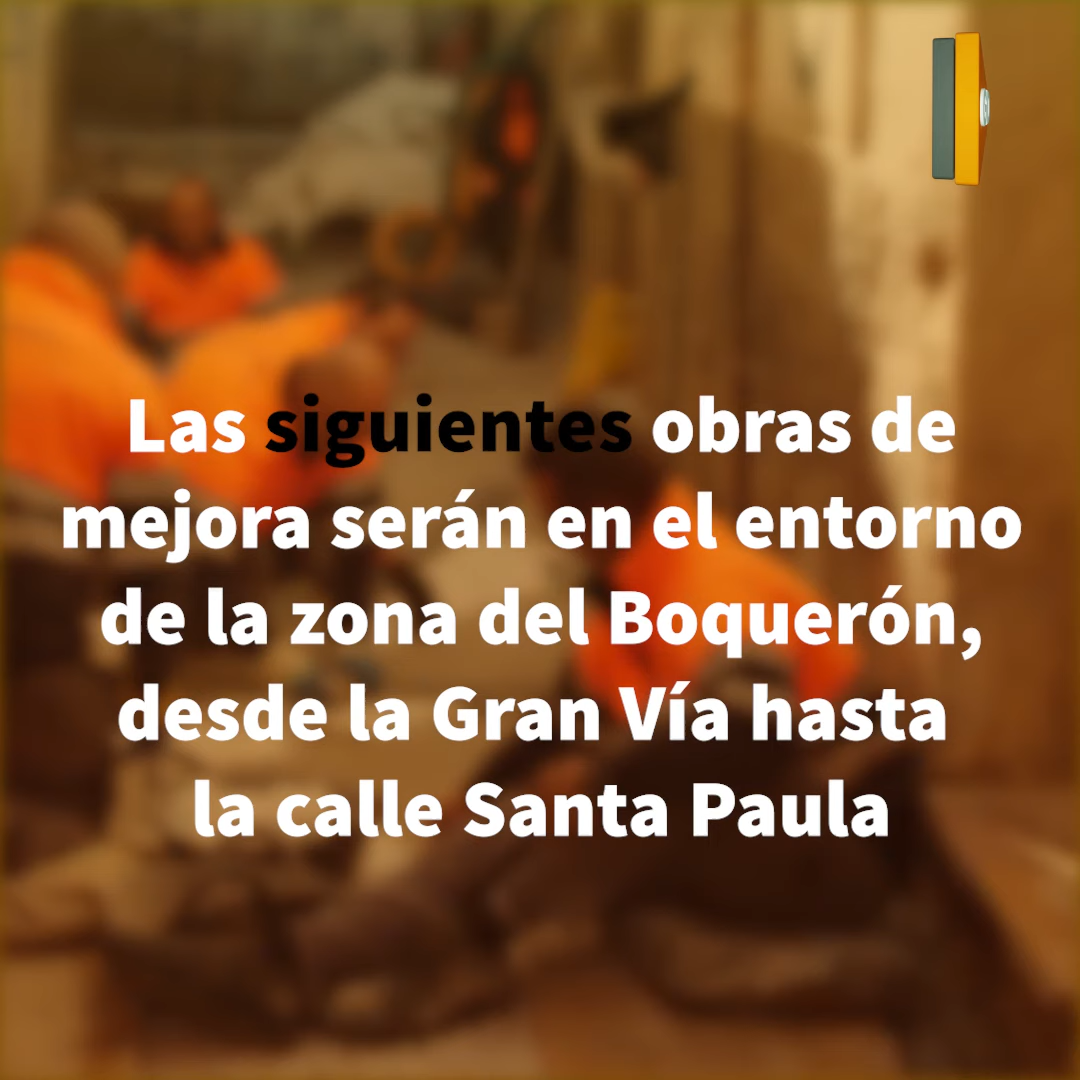 Las siguientes obras de
mejora serán en el entorno
de la zona del Boquerón,
desde la Gran Vía hasta
la calle Santa Paula